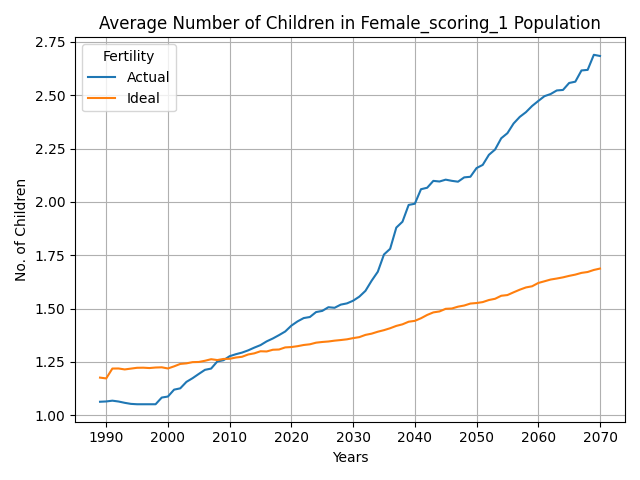 Average Number of Children in Female_scoring_1 Population
Fertility
Actual
Ideal
No. of Children
2.75
2.50
2.25
2.00
1.75
1.50
1.25
1.00
1990 2000 2010 2020 2030 2040 2050 2060 2070
Years